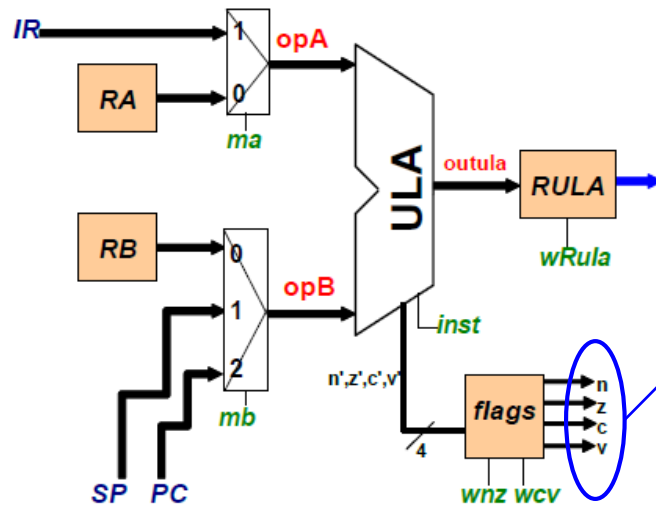 IR
1
opA
RA
0
ma
ULA
outula
RULA
wRula
RB
0
opB
1
inst
2
n',z',c',v'
mb
flags
n
z
c
v
4
SP PC
wnz wcv